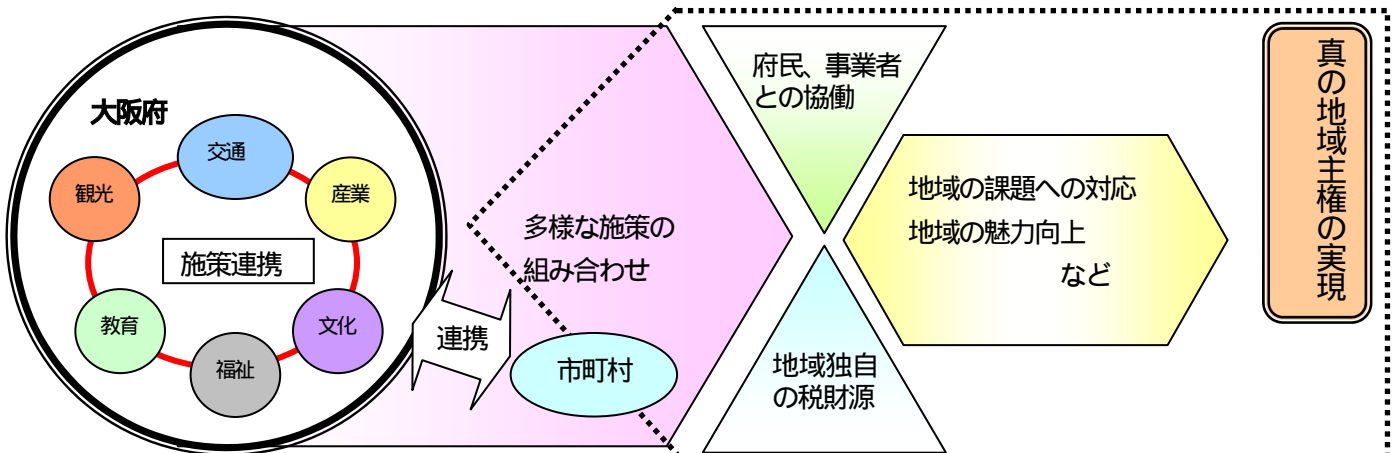 大阪府
交通
観光
産業
施策連携
教育
文化
福祉
連携
多様な施策の
組み合わせ
市町村
府民、事業者
との協働
地域独自
の税財源
地域の課題への対応
地域の魅力向上
など
真の地域主権の実現